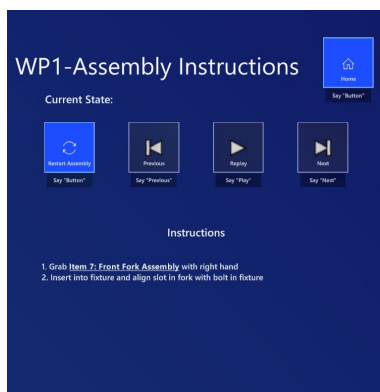 WP1-Assembly Instructions
Home
Say "Button"
Current State:
Restart Assembly
Previous
Replay
Next
Say "Button"
Say "Previous"
Say "Play"
Say "Next"
Instructions
1. Grab Item 7: Front Fork Assembly with right hand
2. Insert into fixture and align slot in fork with bolt in fixture